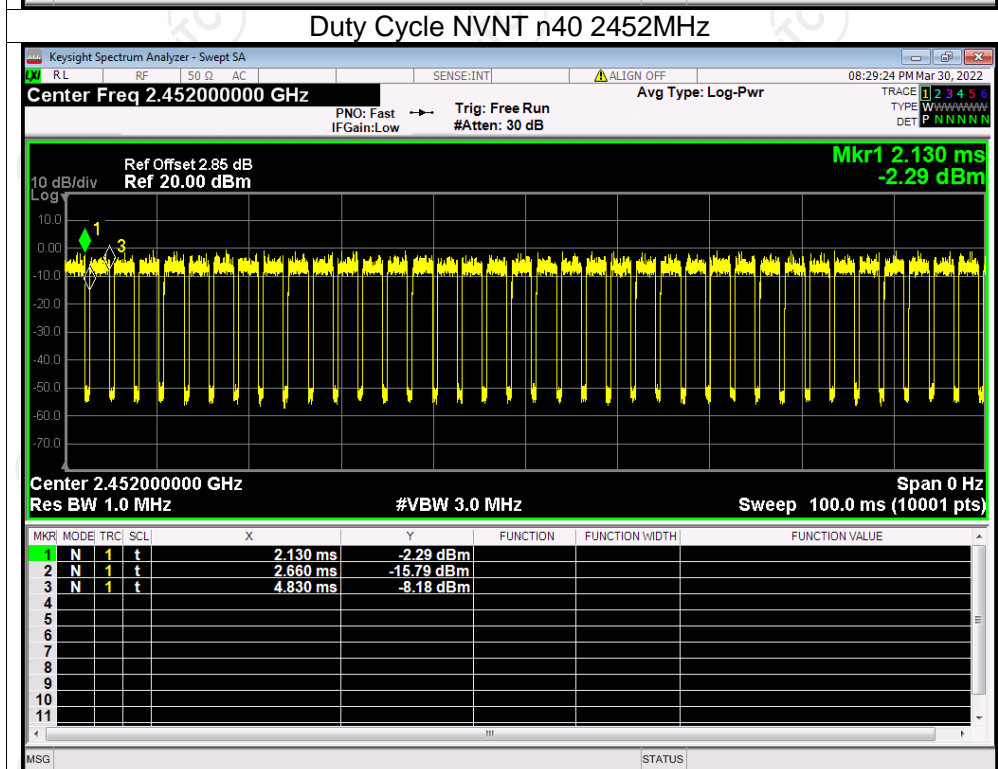 Duty Cycle NVNT n40 2452MHz
Keysight Spectrum Analyzer - Swept SA
LXI RL RF 50 Ω AC SENSE:INT ALIGN OFF 08:29:24 PM Mar 30, 2022
Center Freq 2.452000000 GHz Avg Type: Log-Pwr TRACE 1 2 3 4 5 6
PNO: Fast Trig: Free Run TYPE WWWWWWW
IFGain:Low #Atten: 30 dB DET P N N N N N
Mkr1 2.130 ms
Ref Offset 2.85 dB
10 dB/div Ref 20.00 dBm -2.29 dBm
Log
10.0
1
3
0.00
-10.0
-20.0
-30.0
-40.0
-50.0
-60.0
-70.0
Center 2.452000000 GHz Span 0 Hz
Res BW 1.0 MHz #VBW 3.0 MHz Sweep 100.0 ms (10001 pts)
MKR MODE TRC SCL X Y FUNCTION FUNCTION WIDTH FUNCTION VALUE
1 N 1 t 2.130 ms -2.29 dBm
2 N 1 t 2.660 ms -15.79 dBm
3 N 1 t 4.830 ms -8.18 dBm
4
5
6
7
8
9
10
11
MSG STATUS